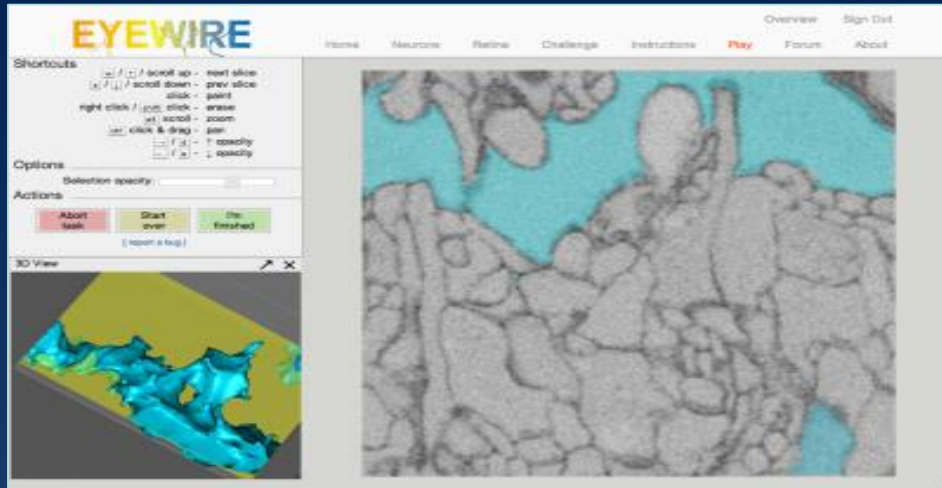 EYEWIRE
Overview Sign Out
Home Neurons Retina Challenge Instructions Play Forum About
Shortcuts
/ scroll up - next slice
/ scroll down - prev slice
click - paint
right click / click - erase
scroll - zoom
click & drag - pan
opacity
opacity
Options
Selection opacity:
Actions
Abort task
Start over
I'm finished
[report a bug]
3D View